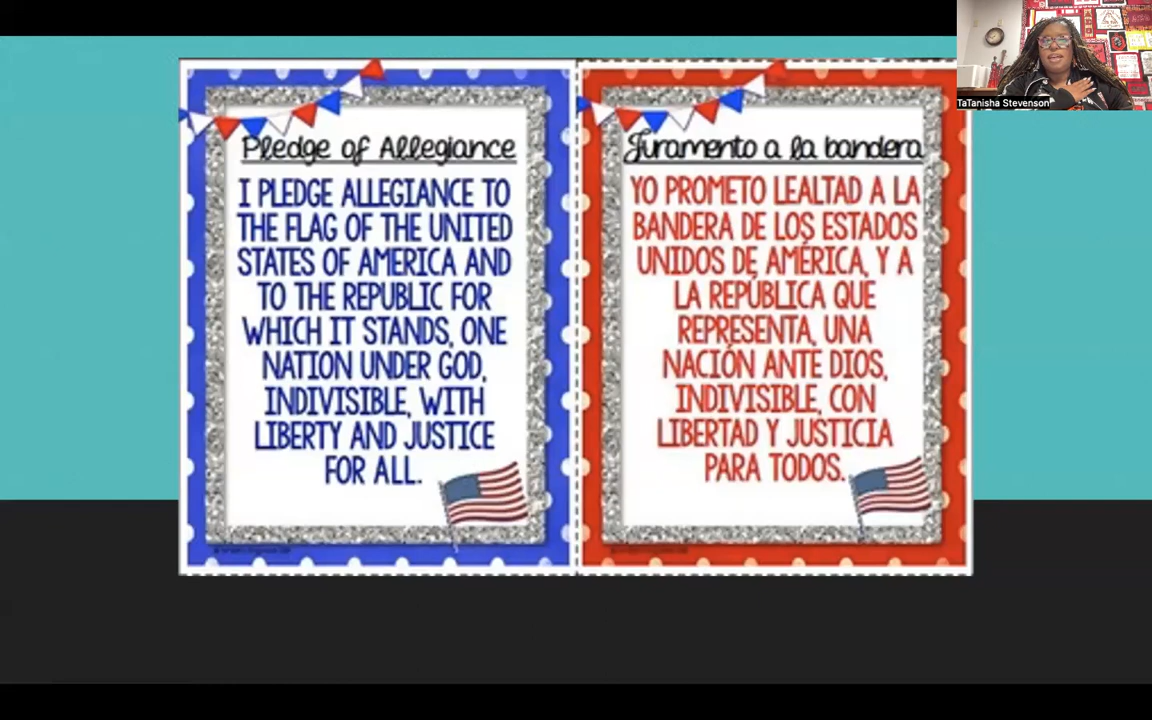 Pledge of Allegiance
I PLEDGE ALLEGIANCE TO
THE FLAG OF THE UNITED
STATES OF AMERICA AND
TO THE REPUBLIC FOR
WHICH IT STANDS, ONE
NATION UNDER GOD,
INDIVISIBLE, WITH
LIBERTY AND JUSTICE
FOR ALL.
Juramento a la bandera
YO PROMETO LEALTAD A LA
BANDERA DE LOS ESTADOS
UNIDOS DE AMÉRICA, Y A
LA REPÚBLICA QUE
REPRESENTA, UNA
NACIÓN ANTE DIOS,
INDIVISIBLE, CON
LIBERTAD Y JUSTICIA
PARA TODOS.
TaTanisha Stevenson